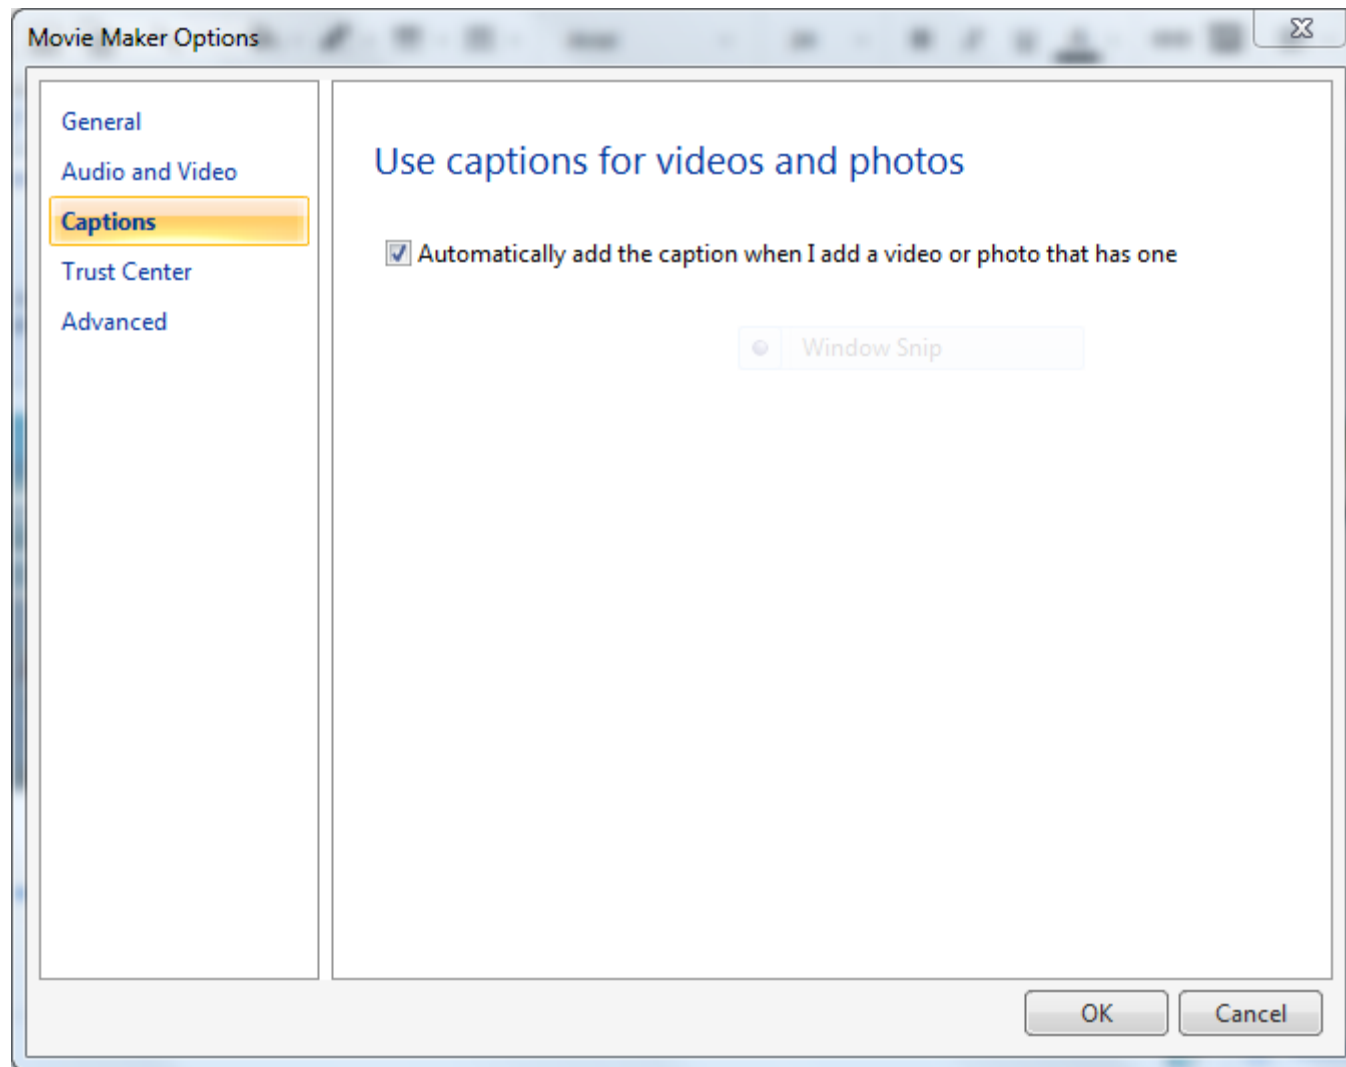 Movie Maker Options
General
Audio and Video
Captions
Trust Center
Advanced
Use captions for videos and photos
Automatically add the caption when I add a video or photo that has one
Window Snip
OK
Cancel